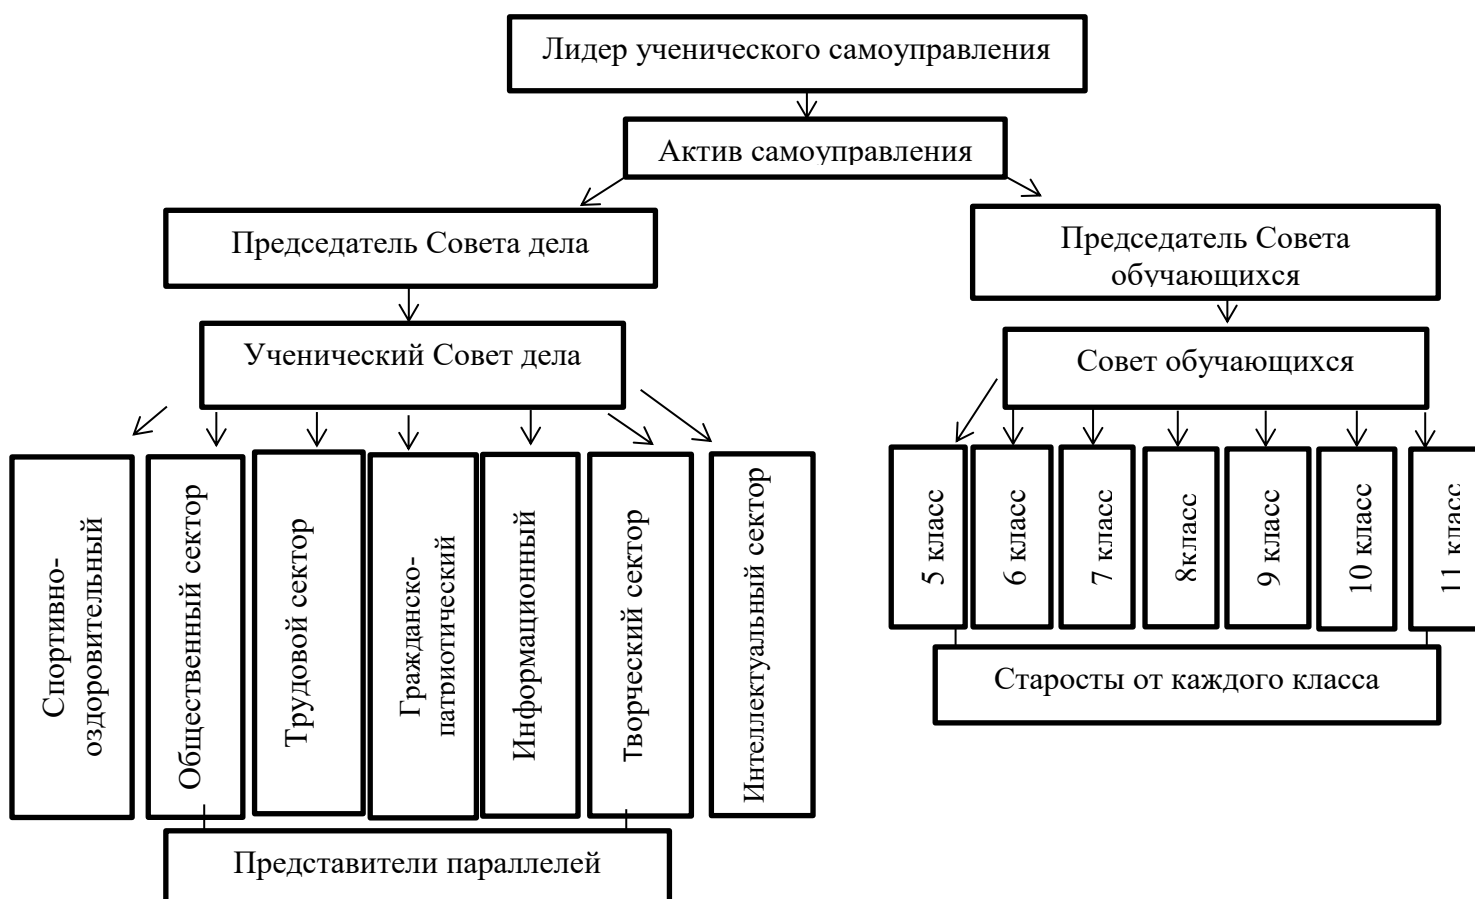 Лидер ученического самоуправления
Актив самоуправления
Председатель Совета дела
Председатель Совета
обучающихся
Ученический Совет дела
Совет обучающихся
Спортивно-
оздоровительный
Общественный сектор
Трудовой сектор
Гражданско-
патриотический
Информационный
Творческий сектор
Интеллектуальный сектор
5 класс
6 класс
7 класс
8класс
9 класс
10 класс
11 класс
Старосты от каждого класса
Представители параллелей